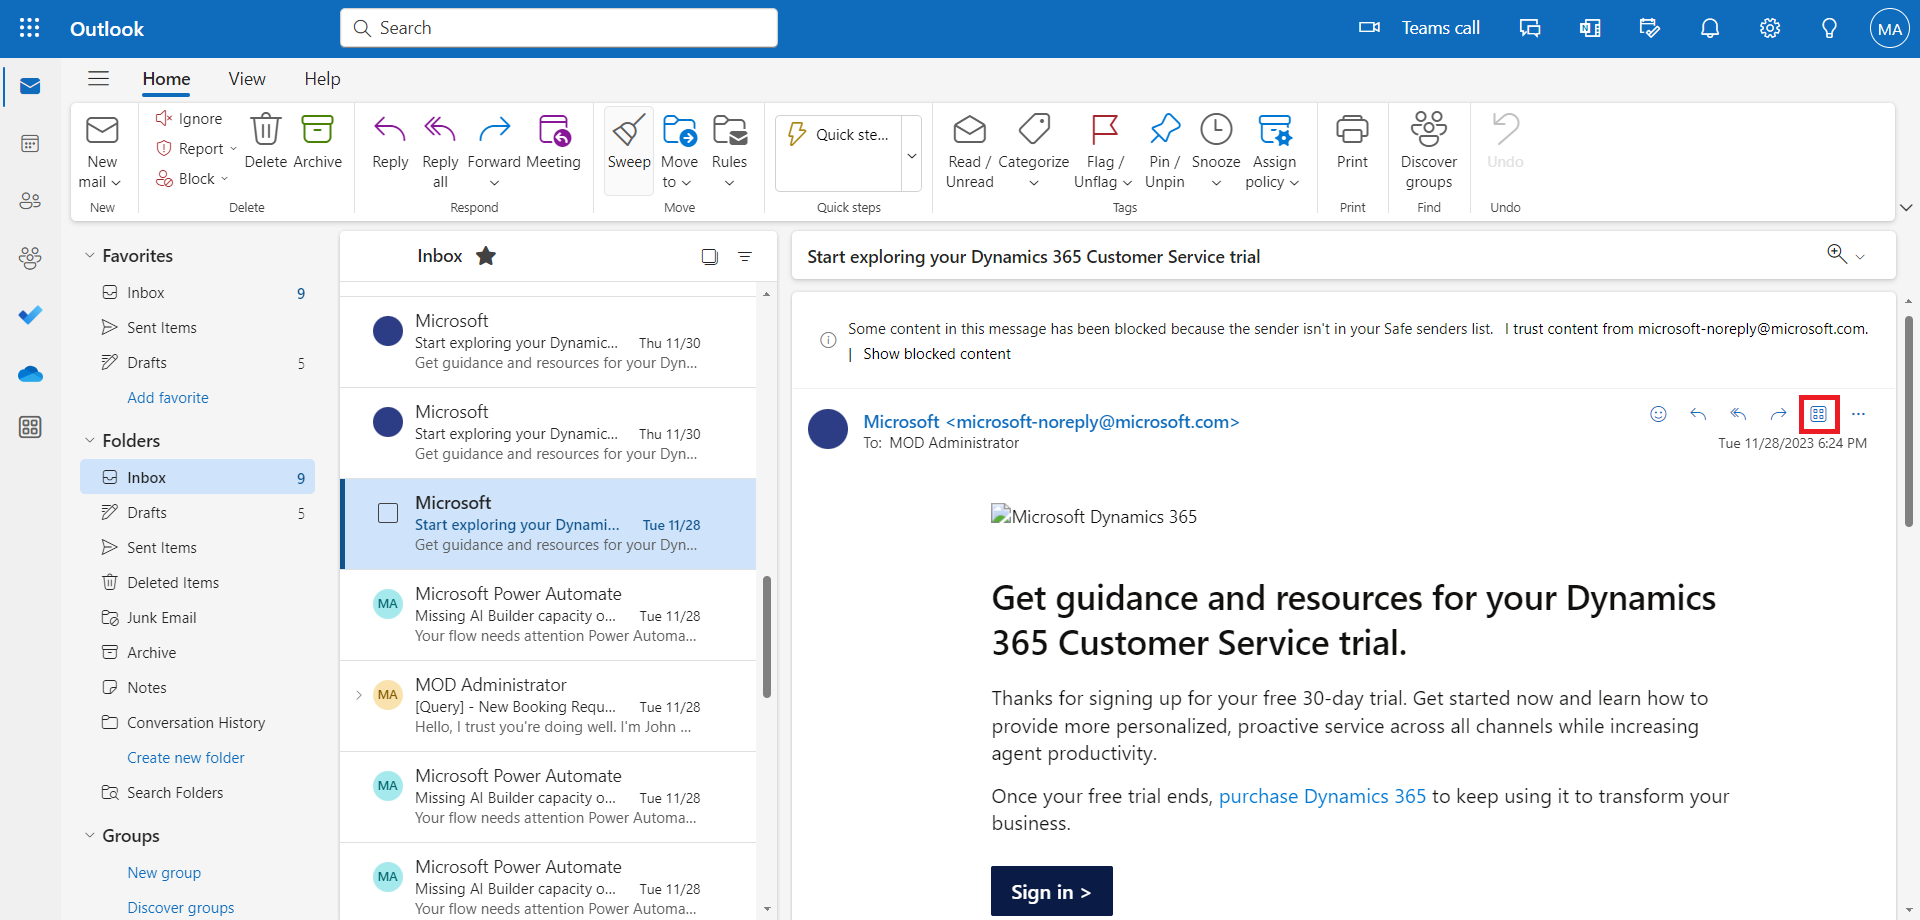 Outlook
Search
Teams call
MA
Home View Help
New mail
Ignore
Report
Block
Delete
Archive
Reply
Reply all
Forward
Meeting
Sweep
Move to
Rules
Quick ste...
Read / Unread
Categorize
Flag / Unflag
Pin / Unpin
Snooze
Assign policy
Print
Discover groups
Undo
New
Delete
Respond
Move
Quick steps
Tags
Print
Find
Undo
Favorites
Inbox 9
Sent Items
Drafts 5
Add favorite
Folders
Inbox 9
Drafts 5
Sent Items
Deleted Items
Junk Email
Archive
Notes
Conversation History
Create new folder
Search Folders
Groups
New group
Discover groups
Inbox
Microsoft
Start exploring your Dynamic... Thu 11/30
Get guidance and resources for your Dyn...
Microsoft
Start exploring your Dynamic... Thu 11/30
Get guidance and resources for your Dyn...
Microsoft
Start exploring your Dynami... Tue 11/28
Get guidance and resources for your Dyn...
MA
Microsoft Power Automate
Missing AI Builder capacity o... Tue 11/28
Your flow needs attention Power Automa...
MA
MOD Administrator
[Query] - New Booking Requ... Tue 11/28
Hello, I trust you're doing well. I'm John ...
MA
Microsoft Power Automate
Missing AI Builder capacity o... Tue 11/28
Your flow needs attention Power Automa...
MA
Microsoft Power Automate
Missing AI Builder capacity o... Tue 11/28
Your flow needs attention Power Automa...
Start exploring your Dynamics 365 Customer Service trial
Some content in this message has been blocked because the sender isn't in your Safe senders list. I trust content from microsoft-noreply@microsoft.com.
| Show blocked content
Microsoft <microsoft-noreply@microsoft.com>
To: MOD Administrator
Tue 11/28/2023 6:24 PM
Microsoft Dynamics 365
Get guidance and resources for your Dynamics
365 Customer Service trial.
Thanks for signing up for your free 30-day trial. Get started now and learn how to
provide more personalized, proactive service across all channels while increasing
agent productivity.
Once your free trial ends, purchase Dynamics 365 to keep using it to transform your
business.
Sign in >